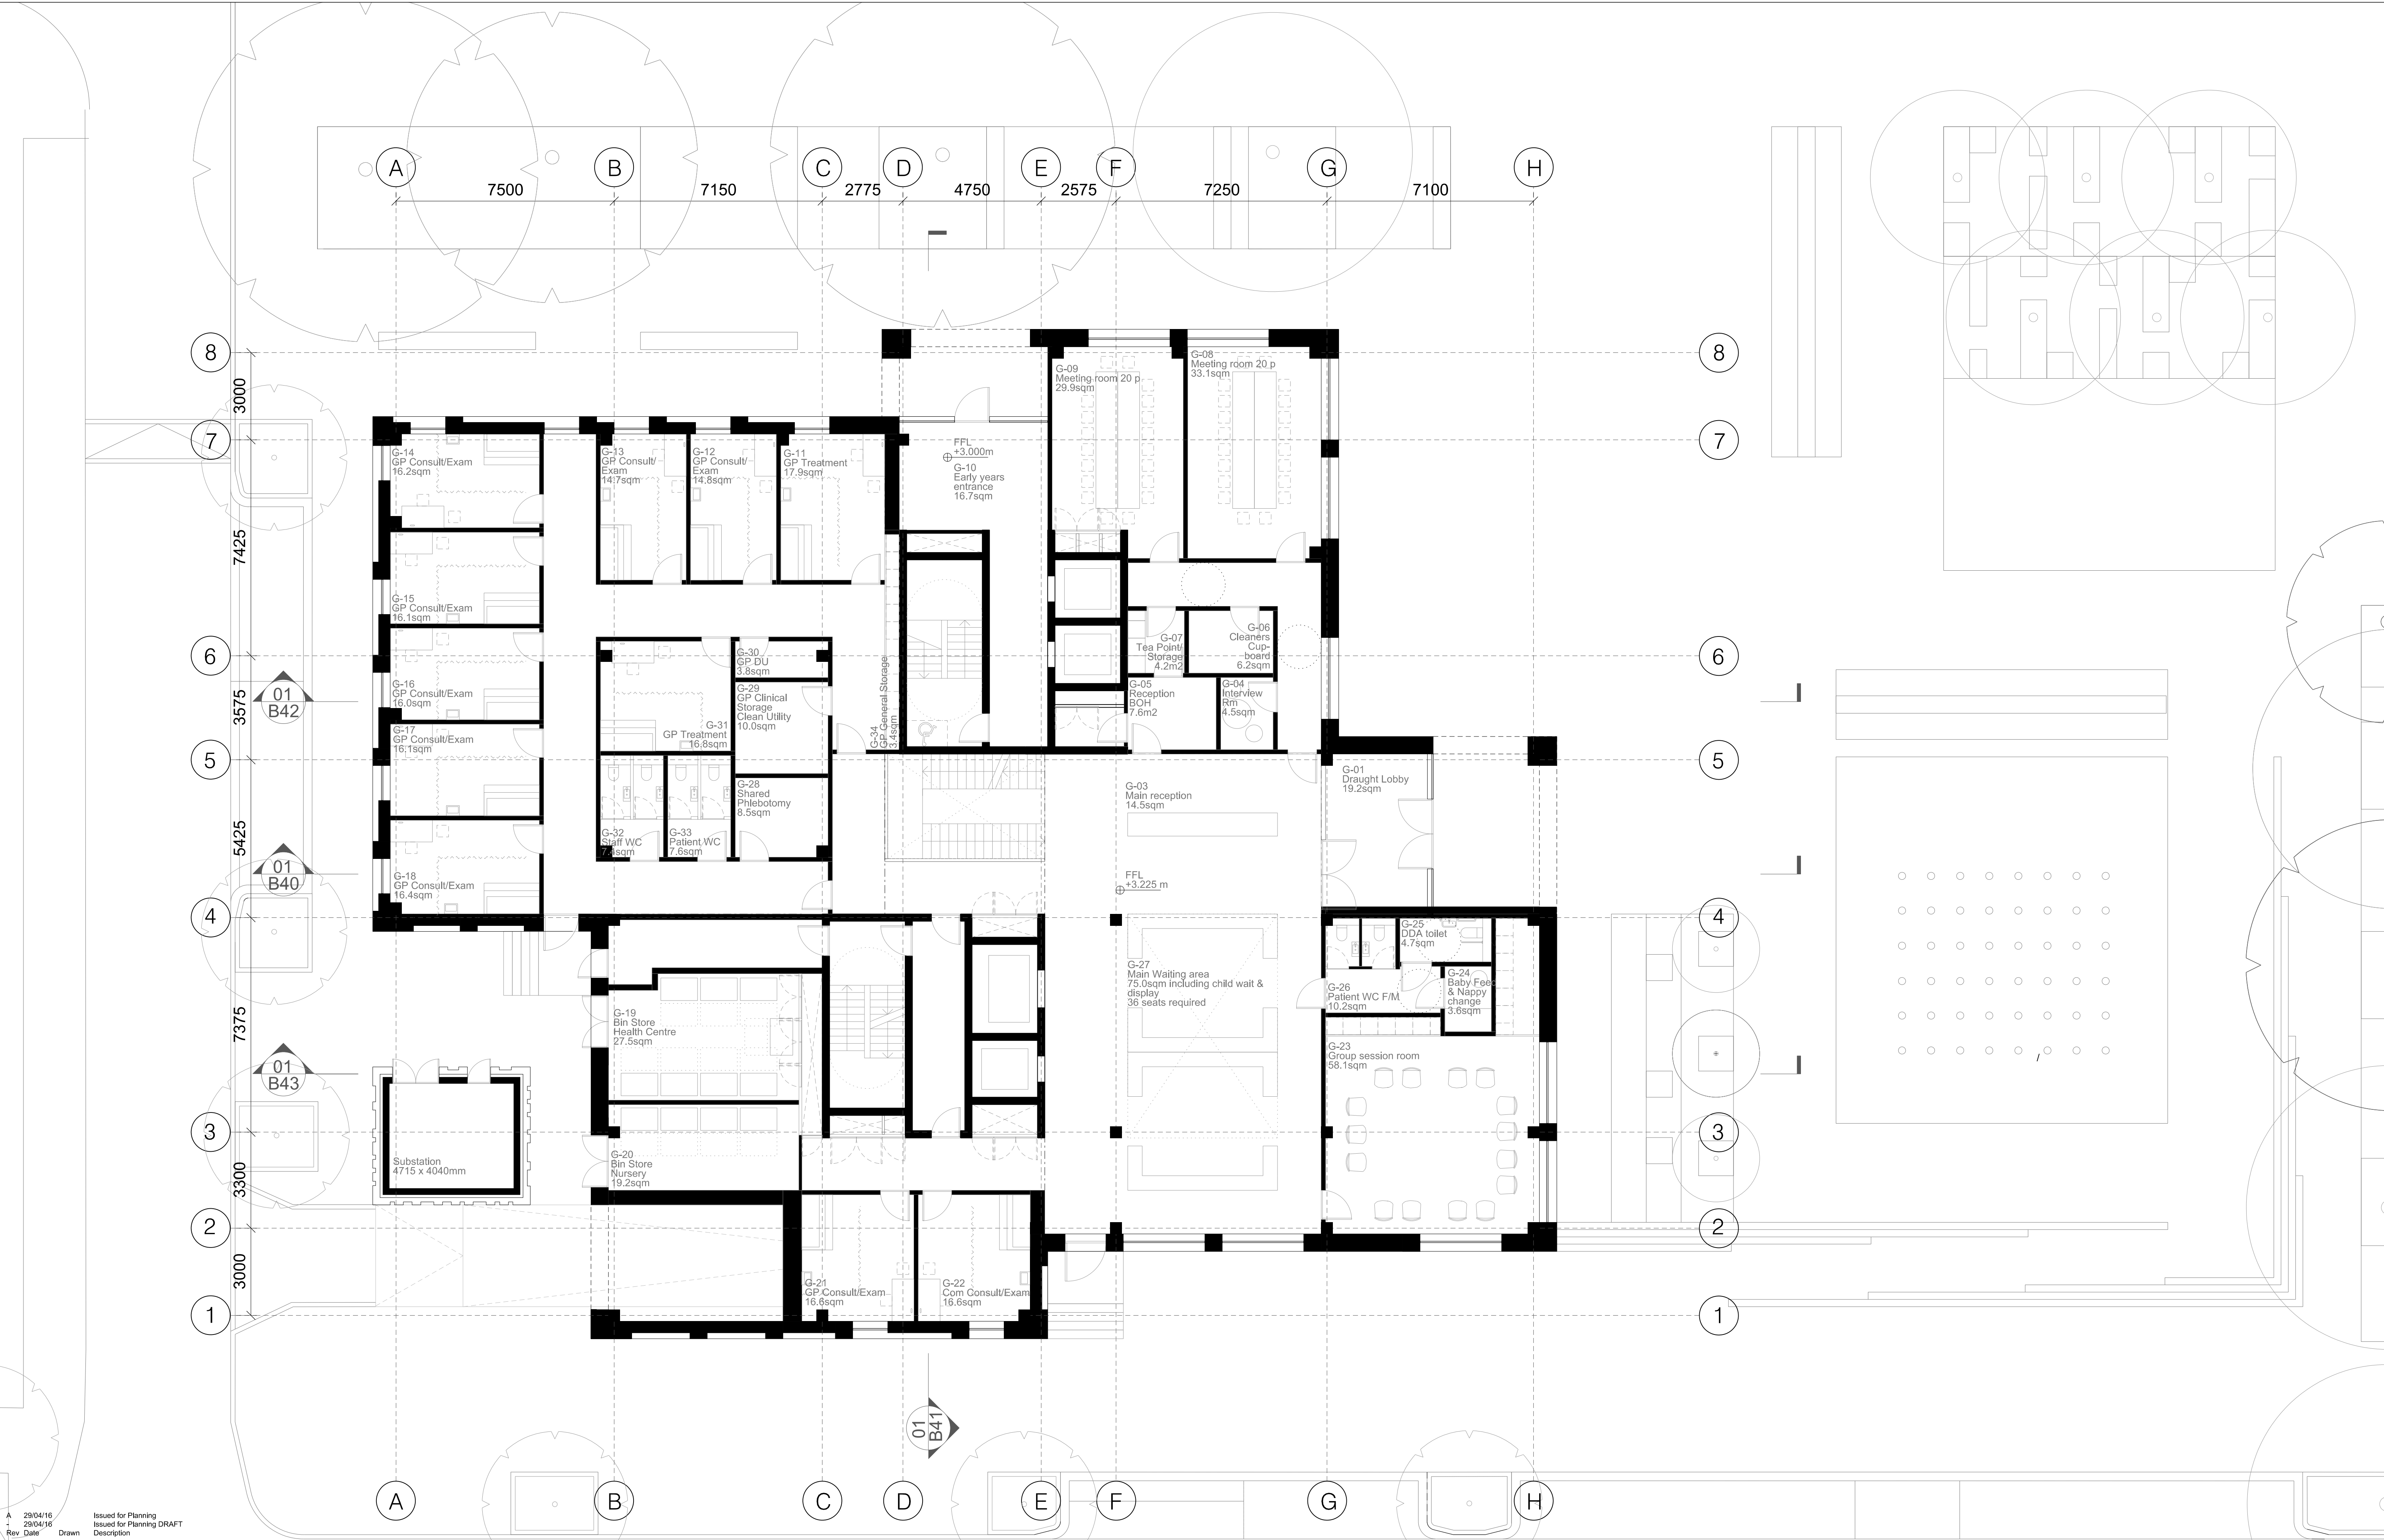 A
B
C
D
E
F
G
H
7500
7150
2775
4750
2575
7250
7100
8
8
3000
7
7
7425
6
6
3575
5
5
5425
4
4
7375
3
3
3300
2
2
3000
1
1
G-09
Meeting room 20 p
29.9sqm
G-08
Meeting room 20 p
33.1sqm
G-14
GP Consult/Exam
16.2sqm
G-13
GP Consult/
Exam
14.7sqm
G-12
GP Consult/
Exam
14.8sqm
G-11
GP Treatment
17.9sqm
FFL
+3.000m
G-10
Early years
entrance
16.7sqm
G-15
GP Consult/Exam
16.1sqm
G-16
GP Consult/Exam
16.0sqm
G-17
GP Consult/Exam
16.1sqm
G-18
GP Consult/Exam
16.4sqm
G-30
GP DU
3.8sqm
G-29
GP Clinical
Storage
Clean Utility
10.0sqm
G-31
GP Treatment
16.8sqm
G-34
GP General Storage
3.4sqm
G-07
Tea Point/
Storage
4.2m2
G-06
Cleaners
Cup-
board
6.2sqm
G-05
Reception
BOH
7.6m2
G-04
Interview
Rm
4.5sqm
G-28
Shared
Phlebotomy
8.5sqm
G-32
Staff WC
7.4sqm
G-33
Patient WC
7.6sqm
G-03
Main reception
14.5sqm
G-01
Draught Lobby
19.2sqm
FFL
+3.225 m
G-27
Main Waiting area
75.0sqm including child wait &
display
36 seats required
G-25
DDA toilet
4.7sqm
G-24
Baby Feed
& Nappy
change
3.6sqm
G-26
Patient WC F/M
10.2sqm
G-23
Group session room
58.1sqm
G-19
Bin Store
Health Centre
27.5sqm
G-20
Bin Store
Nursery
19.2sqm
Substation
4715 x 4040mm
G-21
GP Consult/Exam
16.6sqm
G-22
Com Consult/Exam
16.6sqm
01
B42
01
B40
01
B43
01
B41
A
B
C
D
E
F
G
H
A 29/04/16 Issued for Planning
- 29/04/16 Issued for Planning DRAFT
Rev Date Drawn Description